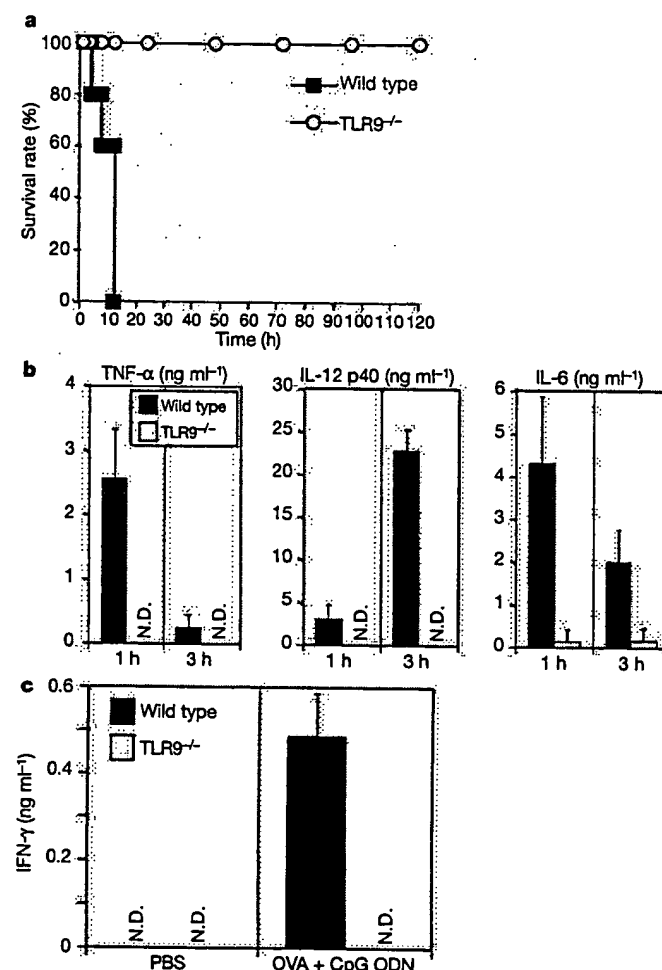 a
100
80
60
40
20
0
Survival rate (%)
Wild type
TLR9⁻/⁻
0 10 20 30 40 50 60 70 80 90 100 110 120
Time (h)
b
TNF-α (ng ml⁻¹)
4
3
2
1
0
Wild type
TLR9⁻/⁻
N.D.
N.D.
1 h
3 h
IL-12 p40 (ng ml⁻¹)
30
25
20
15
10
5
0
N.D.
N.D.
1 h
3 h
IL-6 (ng ml⁻¹)
6
5
4
3
2
1
0
1 h
3 h
c
0.6
0.4
0.2
0
IFN-γ (ng ml⁻¹)
Wild type
TLR9⁻/⁻
N.D.
N.D.
N.D.
PBS
OVA + CpG ODN